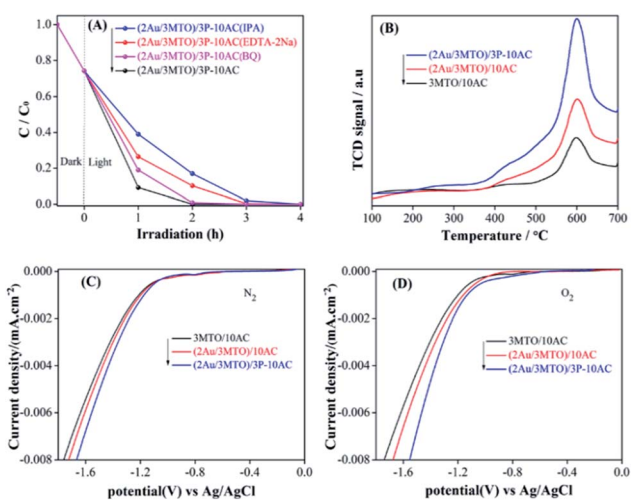 (A)
(2Au/3MTO)/3P-10AC(IPA)
(2Au/3MTO)/3P-10AC(EDTA-2Na)
(2Au/3MTO)/3P-10AC(BQ)
(2Au/3MTO)/3P-10AC
C / C₀
1.0
0.8
0.6
0.4
0.2
0.0
Dark
Light
0 1 2 3 4
Irradiation (h)
(B)
(2Au/3MTO)/3P-10AC
(2Au/3MTO)/10AC
3MTO/10AC
TCD signal / a.u
100 200 300 400 500 600 700
Temperature / °C
(C)
N₂
3MTO/10AC
(2Au/3MTO)/10AC
(2Au/3MTO)/3P-10AC
Current density/(mA.cm⁻²)
0.000
-0.002
-0.004
-0.006
-0.008
-1.6 -1.2 -0.8 -0.4 0.0
potential(V) vs Ag/AgCl
(D)
O₂
3MTO/10AC
(2Au/3MTO)/10AC
(2Au/3MTO)/3P-10AC
Current density/(mA.cm⁻²)
0.000
-0.002
-0.004
-0.006
-0.008
-1.6 -1.2 -0.8 -0.4 0.0
potential(V) vs Ag/AgCl